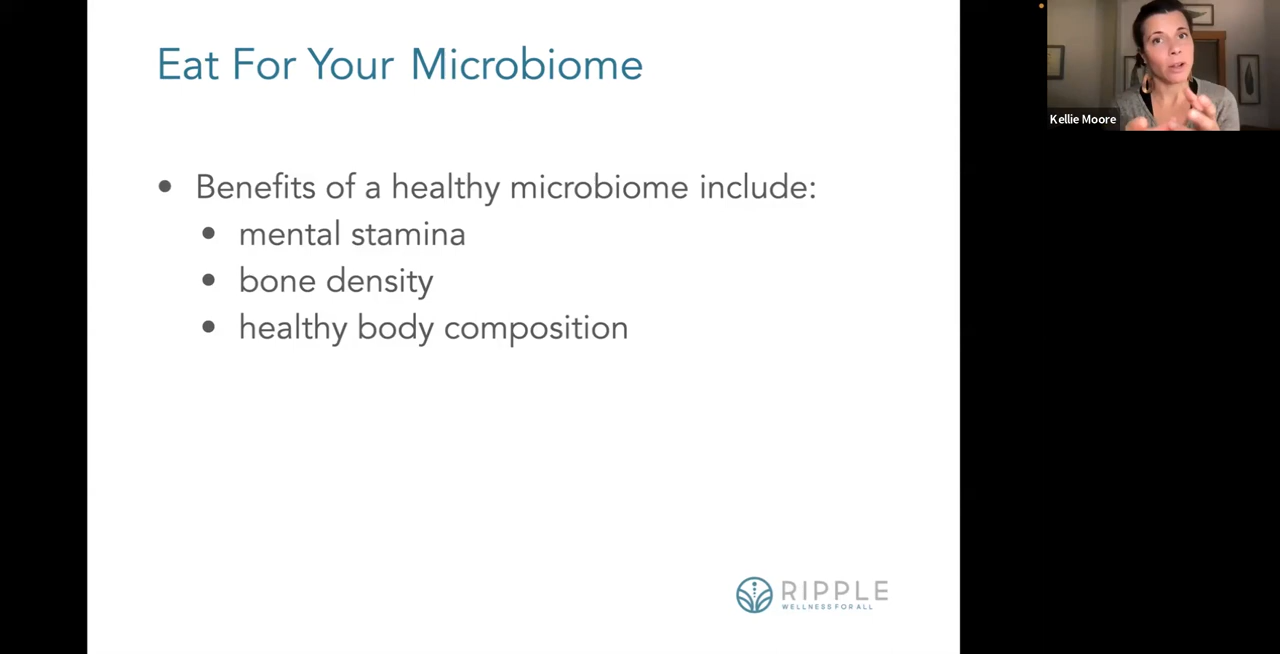 Eat For Your Microbiome
Kellie Moore
• Benefits of a healthy microbiome include:
• mental stamina
• bone density
• healthy body composition
RIPPLE
WELLNESS FOR ALL